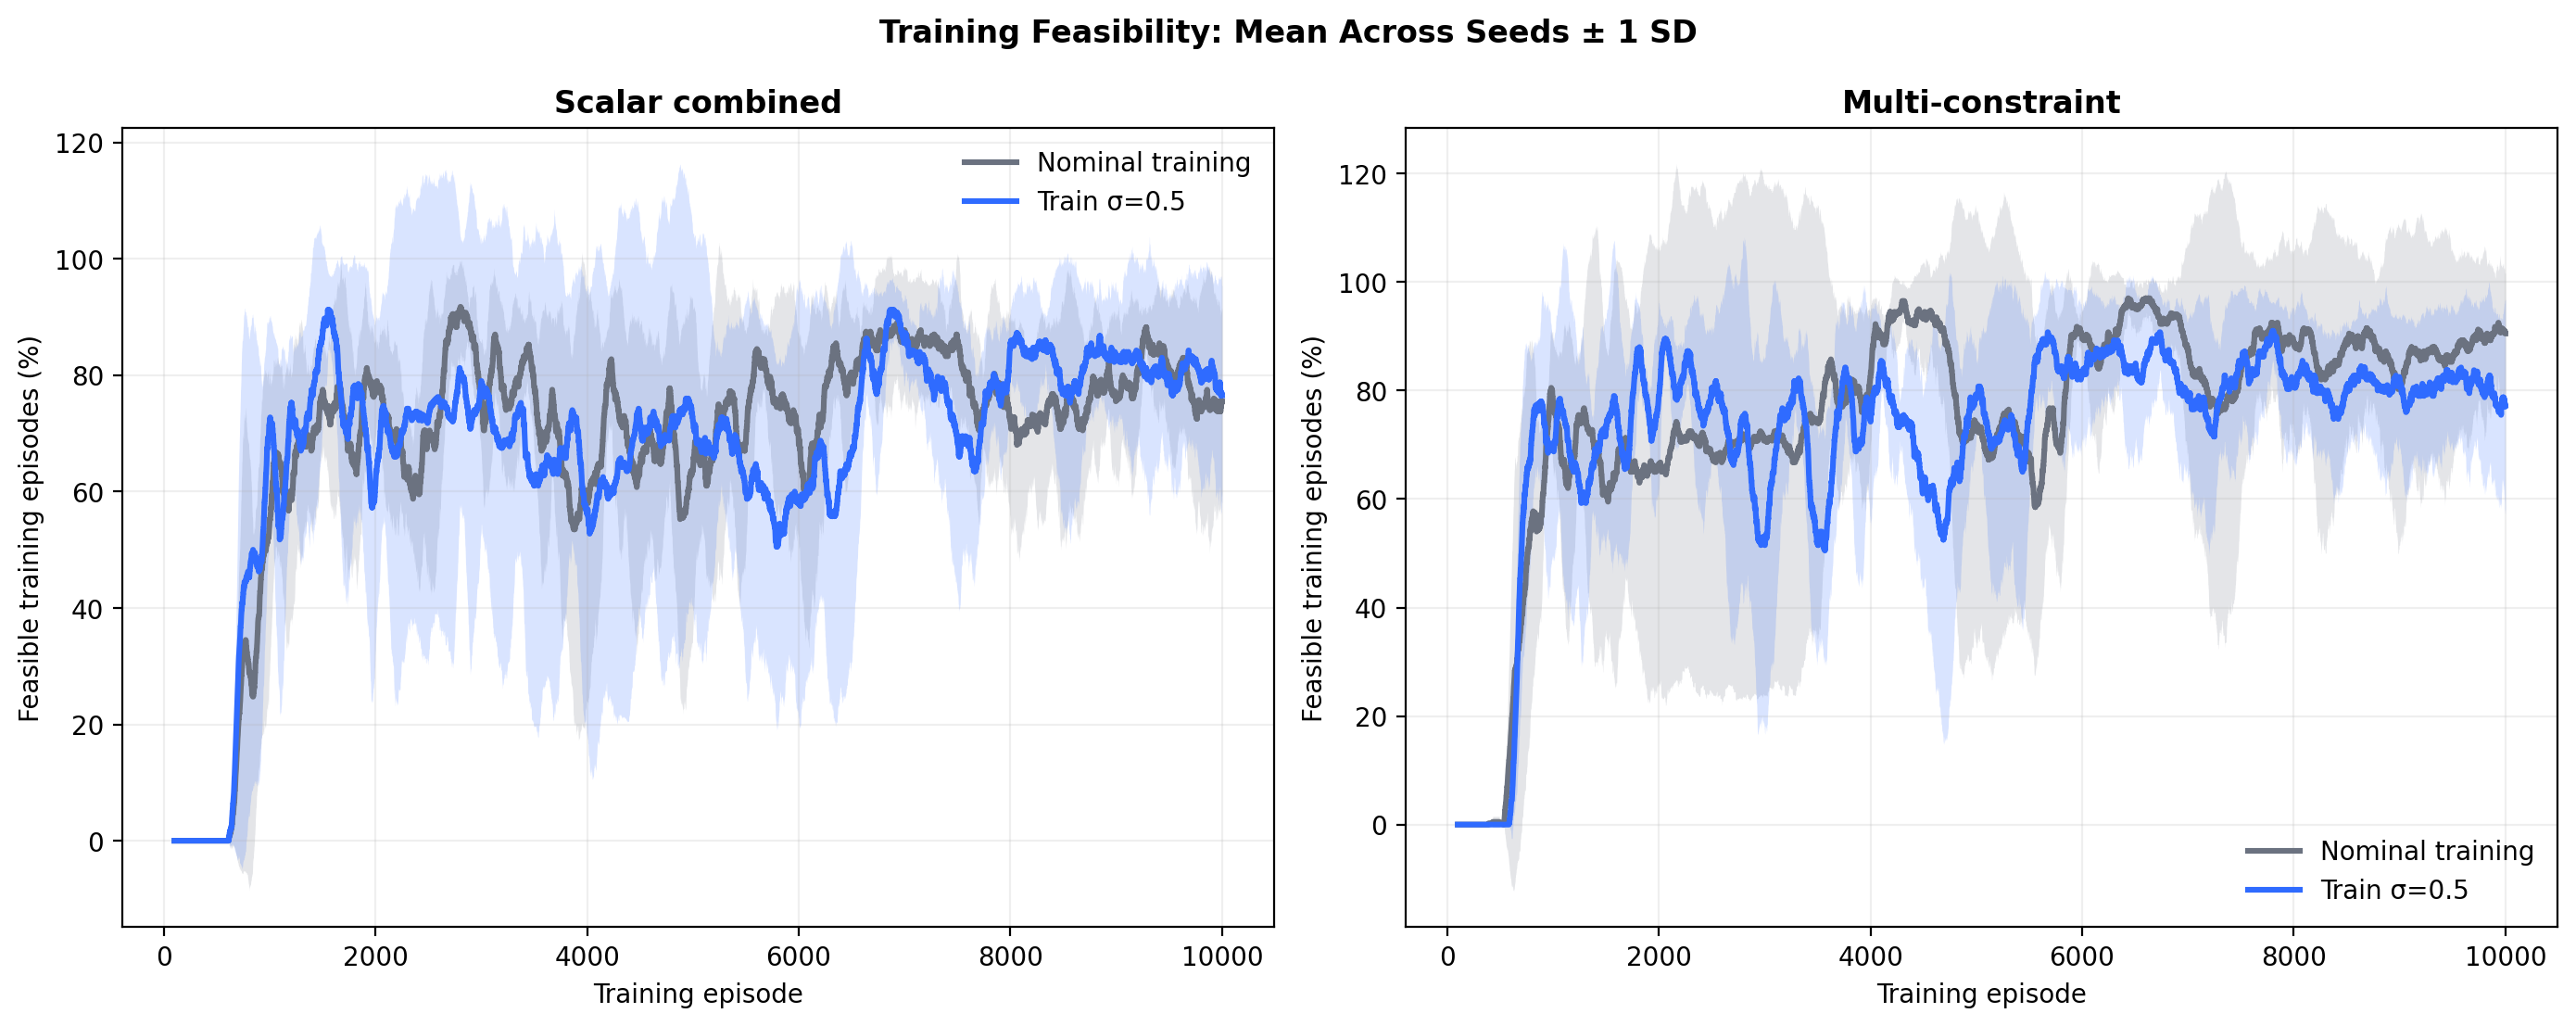 Training Feasibility: Mean Across Seeds ± 1 SD
Scalar combined
120
100
80
60
40
20
0
Feasible training episodes (%)
Nominal training
Train σ=0.5
0
2000
4000
6000
8000
10000
Training episode
Multi-constraint
120
100
80
60
40
20
0
Feasible training episodes (%)
Nominal training
Train σ=0.5
0
2000
4000
6000
8000
10000
Training episode